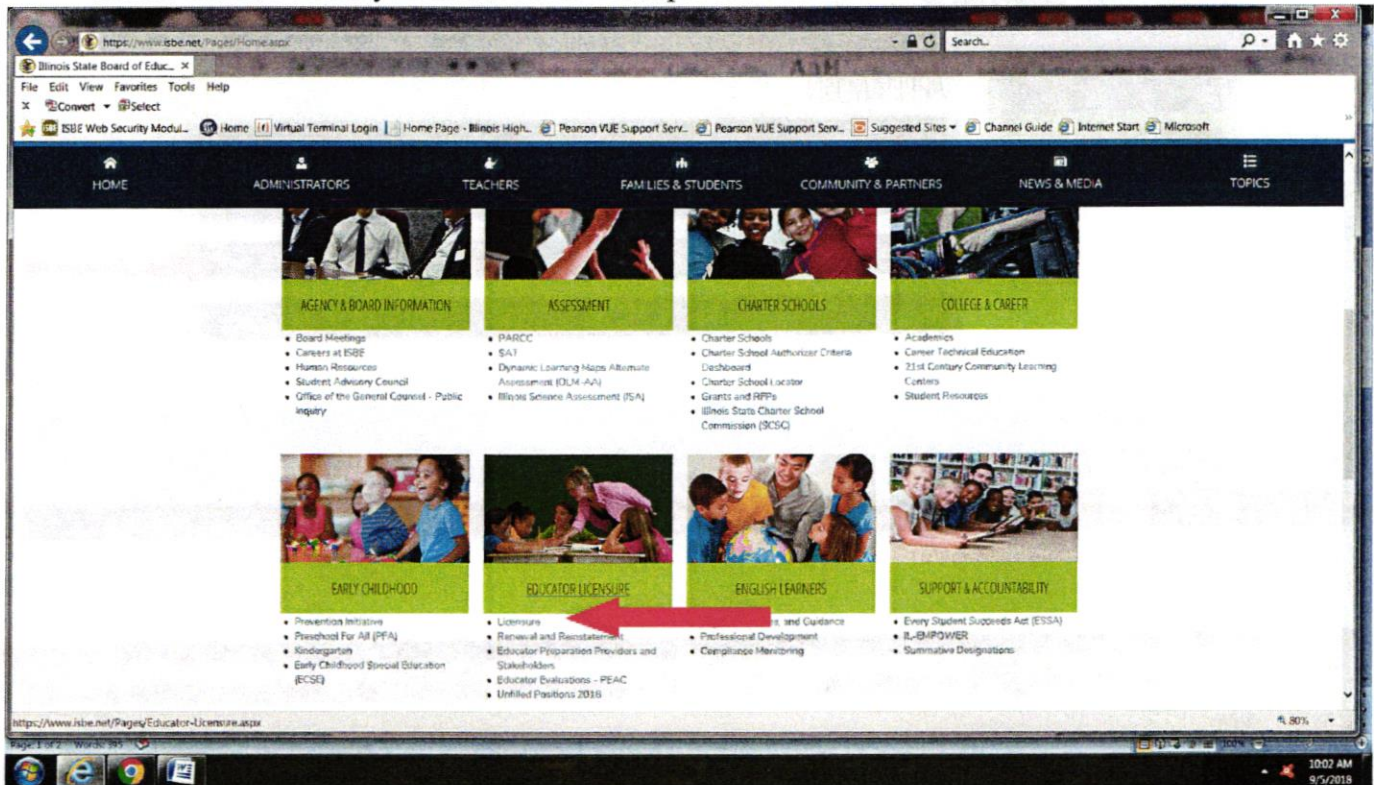 https://www.isbe.net/Pages/Home.aspx
Search...
Illinois State Board of Educ... ×
File Edit View Favorites Tools Help
× Convert Select
ISBE Web Security Modul... Home Virtual Terminal Login Home Page - Illinois High... Pearson VUE Support Serv... Pearson VUE Support Serv... Suggested Sites Channel Guide Internet Start Microsoft
HOME ADMINISTRATORS TEACHERS FAMILIES & STUDENTS COMMUNITY & PARTNERS NEWS & MEDIA TOPICS
AGENCY & BOARD INFORMATION
• Board Meetings
• Careers at ISBE
• Human Resources
• Student Advisory Council
• Office of the General Counsel - Public
Inquiry
ASSESSMENT
• PARCC
• SAT
• Dynamic Learning Maps Alternate
Assessment (DLM-AA)
• Illinois Science Assessment (ISA)
CHARTER SCHOOLS
• Charter Schools
• Charter School Authorizer Criteria
Dashboard
• Charter School Locator
• Grants and RFPs
• Illinois State Charter School
Commission (SCSC)
COLLEGE & CAREER
• Academics
• Career Technical Education
• 21st Century Community Learning
Centers
• Student Resources
EARLY CHILDHOOD
• Prevention Initiative
• Preschool For All (PFA)
• Kindergarten
• Early Childhood Special Education
(ECSE)
EDUCATOR LICENSURE
• Licensure
• Renewal and Reinstatement
• Educator Preparation Providers and
Stakeholders
• Educator Evaluations - PEAC
• Unfilled Positions 2018
ENGLISH LEARNERS
and Guidance
• Professional Development
• Compliance Monitoring
SUPPORT & ACCOUNTABILITY
• Every Student Succeeds Act (ESSA)
• IL-EMPOWER
• Summative Designations
https://www.isbe.net/Pages/Educator-Licensure.aspx
80%
Page: 1 of 2 Words: 395
100%
10:02 AM
9/5/2018